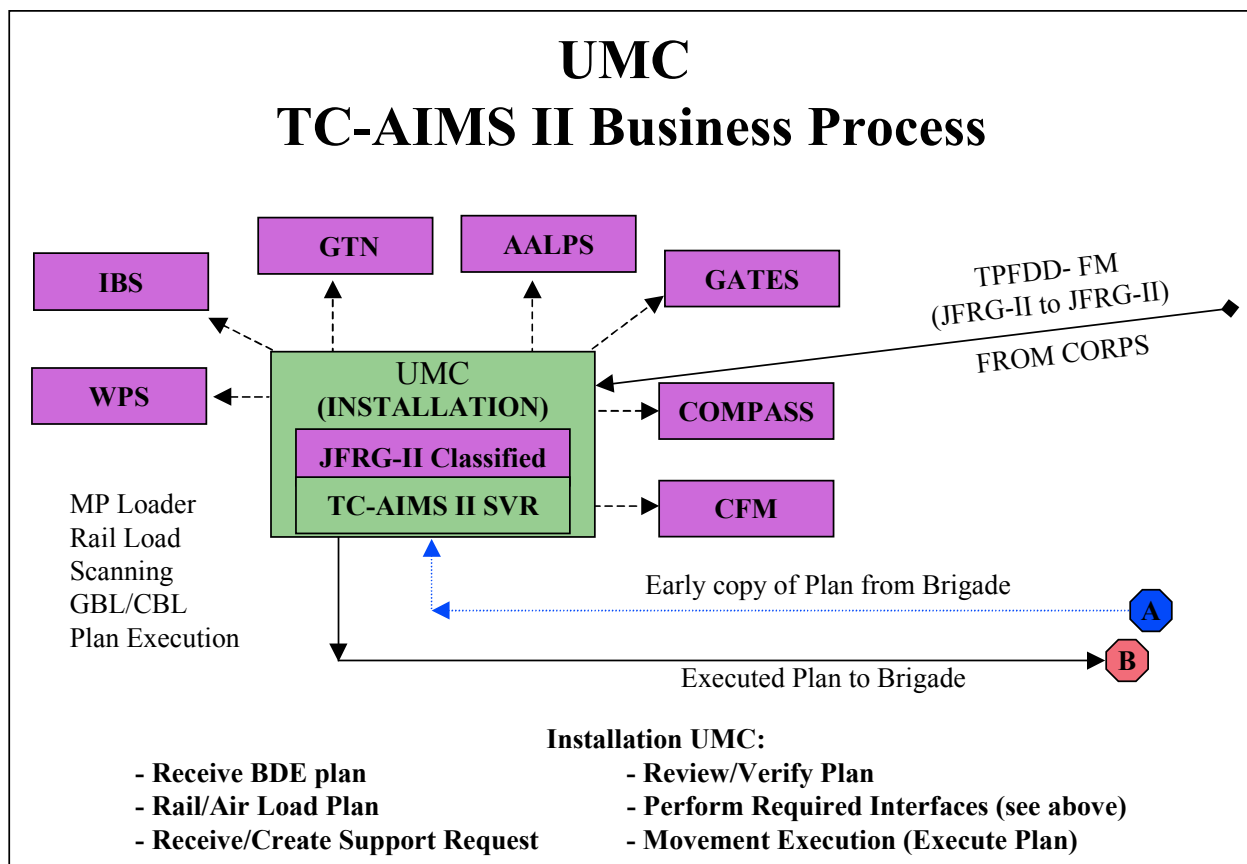 UMC
TC-AIMS II Business Process
GTN
AALPS
IBS
GATES
TPFDD- FM
(JFRG-II to JFRG-II)
FROM CORPS
WPS
UMC
(INSTALLATION)
COMPASS
JFRG-II Classified
TC-AIMS II SVR
CFM
MP Loader
Rail Load
Scanning
GBL/CBL
Plan Execution
Early copy of Plan from Brigade
A
B
Executed Plan to Brigade
Installation UMC:
- Receive BDE plan
- Rail/Air Load Plan
- Receive/Create Support Request
- Review/Verify Plan
- Perform Required Interfaces (see above)
- Movement Execution (Execute Plan)